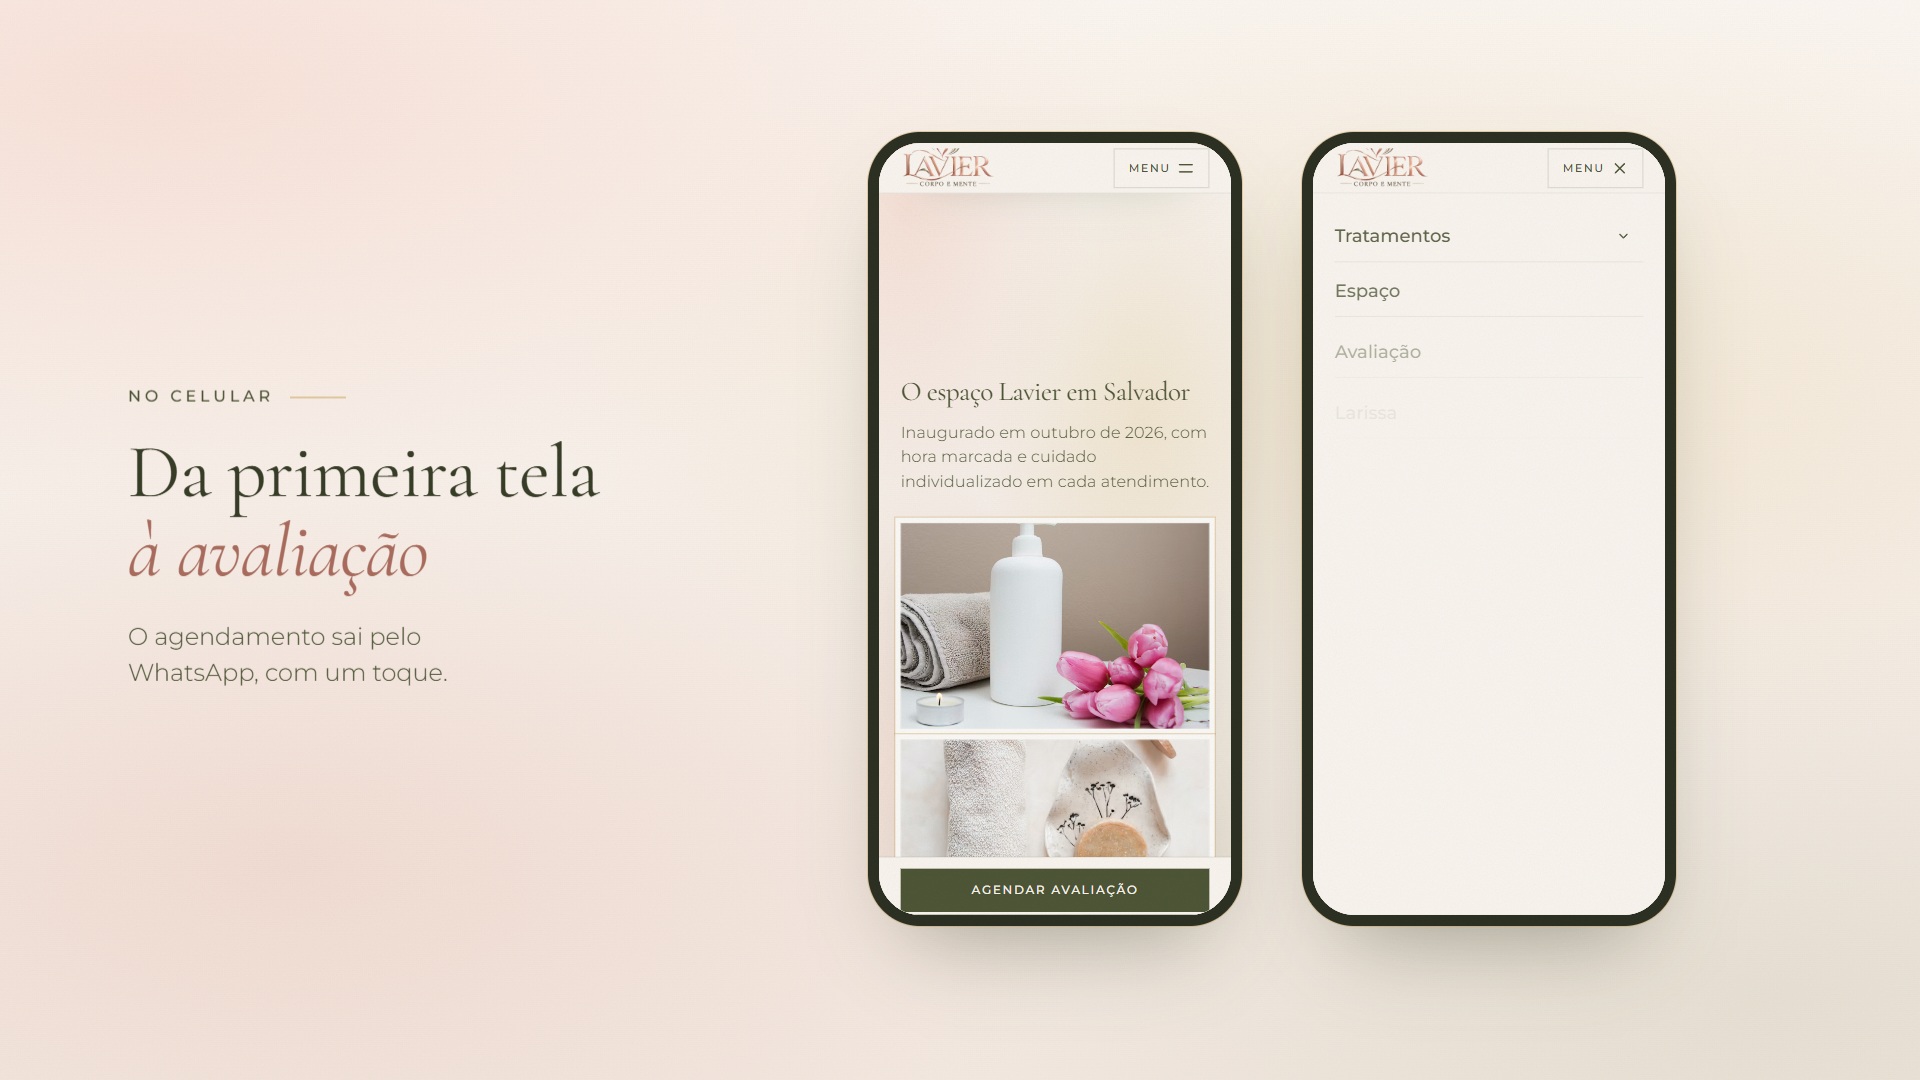 NO CELULAR
Da primeira tela
à avaliação
O agendamento sai pelo
WhatsApp, com um toque.
LAVIER
CORPO E MENTE
MENU
O espaço Lavier em Salvador
Inaugurado em outubro de 2026, com
hora marcada e cuidado
individualizado em cada atendimento.
AGENDAR AVALIAÇÃO
LAVIER
CORPO E MENTE
MENU
Tratamentos
Espaço
Avaliação
Larissa